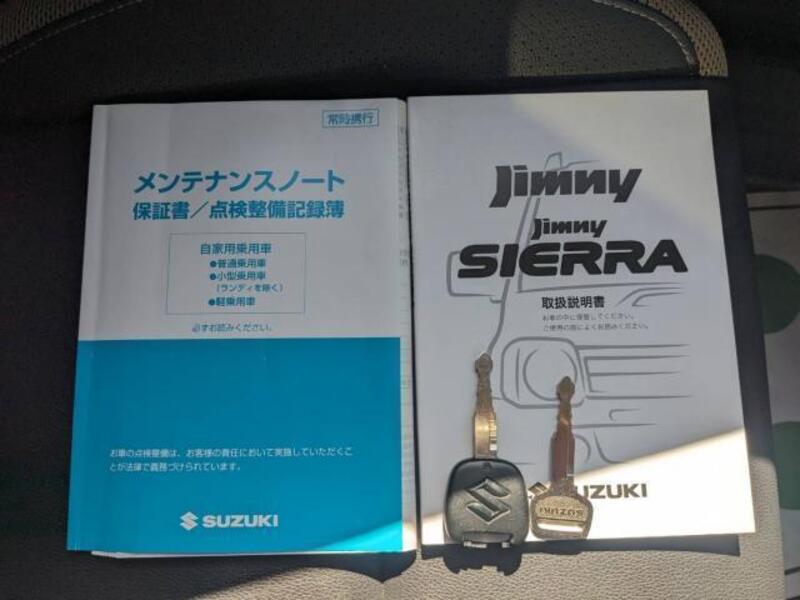 常時携行
メンテナンスノート
保証書／点検整備記録簿
自家用乗用車
●普通乗用車
●小型乗用車
(ランディを除く)
●軽乗用車
必ずお読みください。
お車の点検整備は、お客様の責任において実施していただくこ
とが法律で義務づけられています。
SUZUKI
Jimny
Jimny
SIERRA
取扱説明書
お車の中に保管してください。
ご使用の前によくお読みください。
UZUKI
SUZUKI